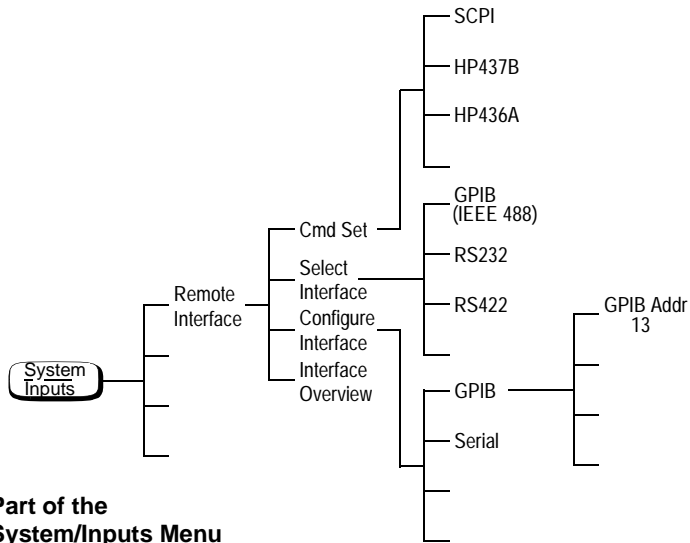 SCPI
HP437B
HP436A
GPIB
(IEEE 488)
Cmd Set
RS232
Select
Interface
RS422
Remote
Interface
GPIB Addr
13
Configure
Interface
Interface
Overview
System
Inputs
GPIB
Serial
Part of the
System/Inputs Menu